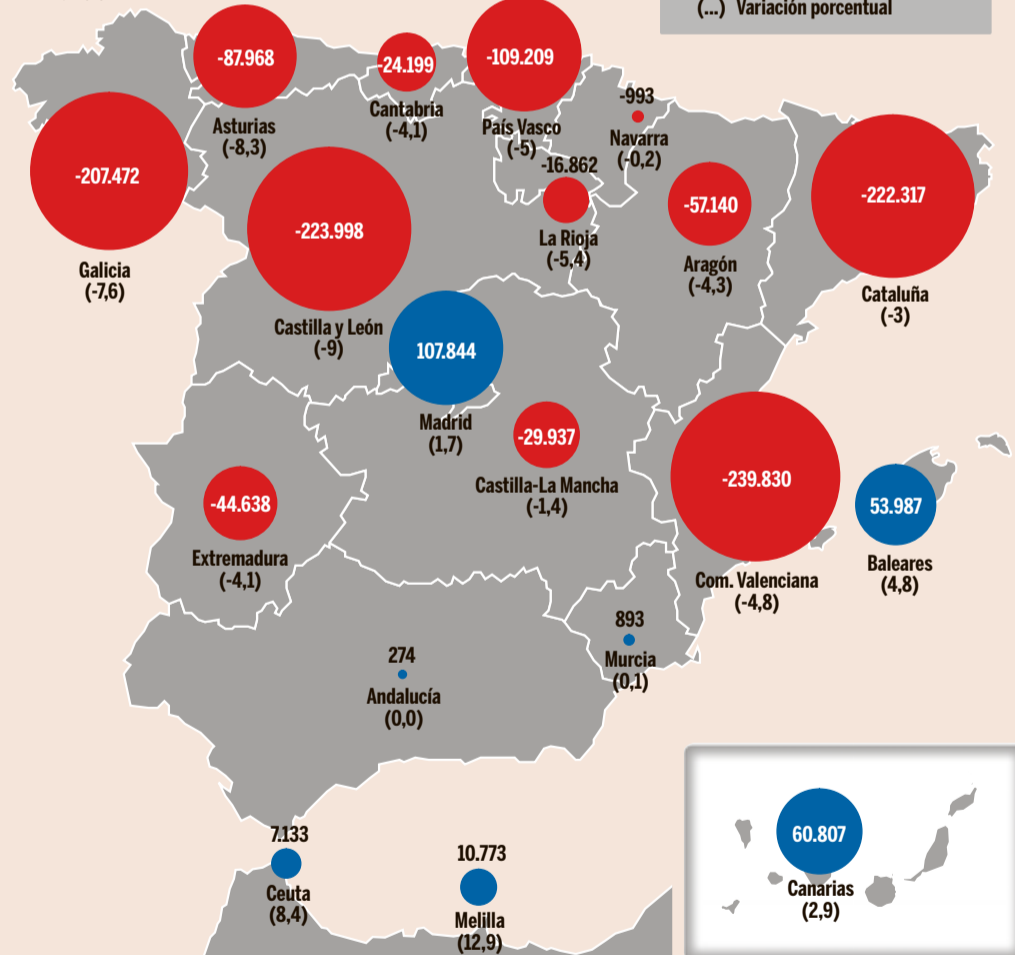 (...) Variación porcentual
-87.968
Asturias
(-8,3)
-24.199
Cantabria
(-4,1)
-109.209
País Vasco
(-5)
-993
Navarra
(-0,2)
-207.472
Galicia
(-7,6)
-223.998
Castilla y León
(-9)
-16.862
La Rioja
(-5,4)
-57.140
Aragón
(-4,3)
-222.317
Cataluña
(-3)
107.844
Madrid
(1,7)
-29.937
Castilla-La Mancha
(-1,4)
-239.830
Com. Valenciana
(-4,8)
53.987
Baleares
(4,8)
-44.638
Extremadura
(-4,1)
893
Murcia
(0,1)
274
Andalucía
(0,0)
7.133
Ceuta
(8,4)
10.773
Melilla
(12,9)
60.807
Canarias
(2,9)